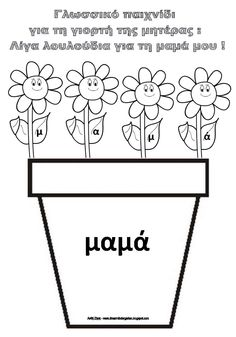 Γλωσσικό παιχνίδι
για τη γιορτή της μητέρας :
Λίγα λουλούδια για τη μαμά μου !
μ α μ ά
μαμά